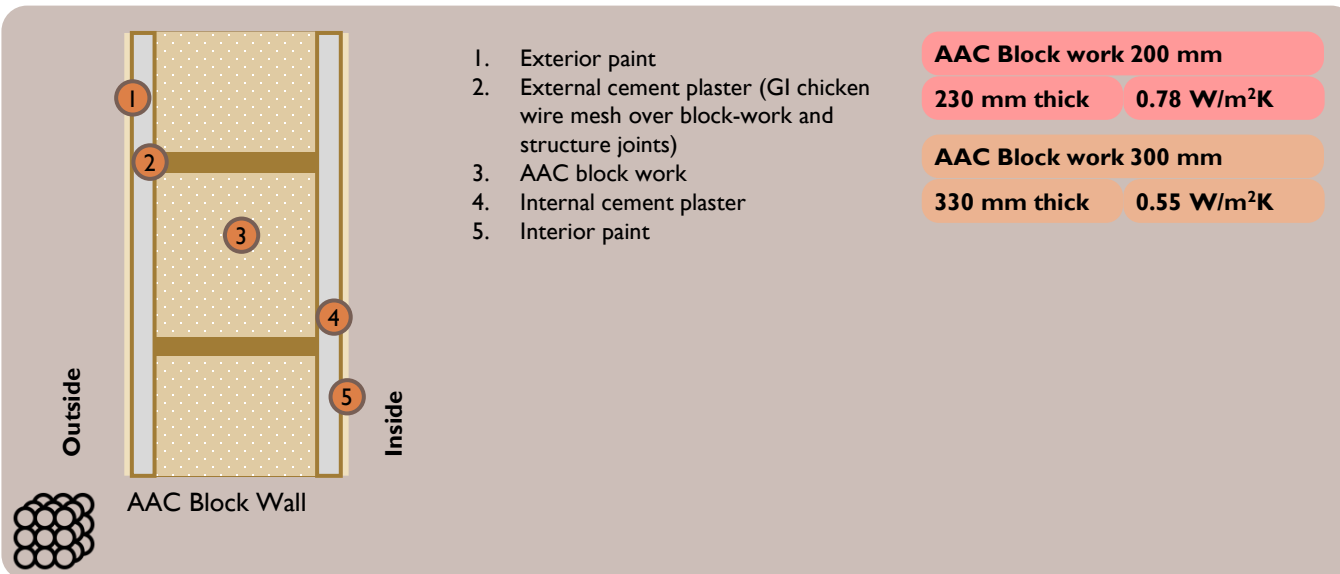 1
2
3
4
5
Outside
Inside
AAC Block Wall
1. Exterior paint
2. External cement plaster (GI chicken
wire mesh over block-work and
structure joints)
3. AAC block work
4. Internal cement plaster
5. Interior paint
AAC Block work 200 mm
230 mm thick 0.78 W/m²K
AAC Block work 300 mm
330 mm thick 0.55 W/m²K